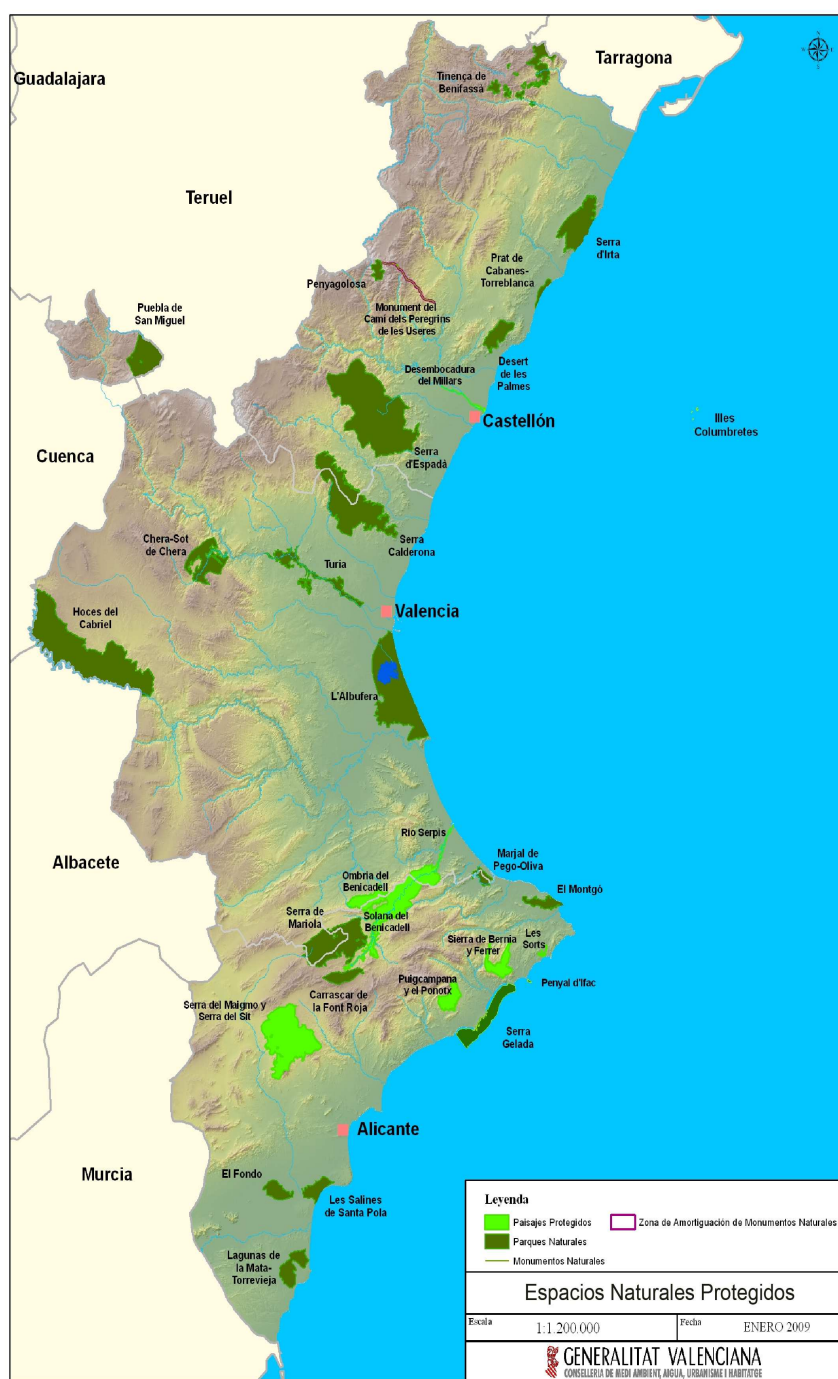 Guadalajara
Tarragona
Tinença de
Benifassà
Teruel
Serra
d'Irta
Prat de
Cabanes-
Torreblanca
Penyagolosa
Monument del
Camí dels Peregrins
de les Useres
Puebla de
San Miguel
Desert
de les
Palmes
Desembocadura
del Millars
Castellón
Illes
Columbretes
Cuenca
Serra
d'Espadà
Serra
Calderona
Chera-Sot
de Chera
Turia
Valencia
Hoces del
Cabriel
L'Albufera
Albacete
Rio Serpis
Marjal de
Pego-Oliva
El Montgó
Ombria del
Benicadell
Serra de
Mariola
Solana del
Benicadell
Sierra de Bernia
y Ferrer
Les
Sorts
Penyal d'Ifac
Puigcampana
y el Ponotx
Carrascar de
la Font Roja
Serra del Maigmo y
Serra del Sit
Serra
Gelada
Alicante
Murcia
El Fondo
Les Salines
de Santa Pola
Lagunas de
la Mata-
Torrevieja
Leyenda
Paisajes Protegidos
Zona de Amortiguación de Monumentos Naturales
Parques Naturales
Monumentos Naturales
Espacios Naturales Protegidos
Escala 1:1.200.000 Fecha ENERO 2009
GENERALITAT VALENCIANA
CONSELLERIA DE MEDI AMBIENT, AIGUA, URBANISME I HABITATGE